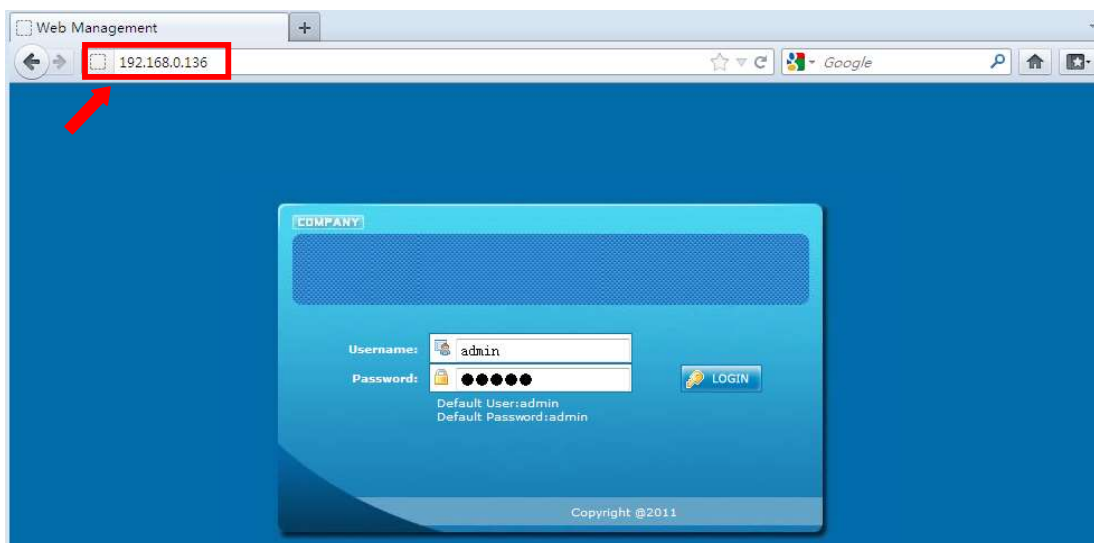 Web Management
192.168.0.136
Google
COMPANY
Username: admin
Password: ●●●●●
LOGIN
Default User:admin
Default Password:admin
Copyright @2011